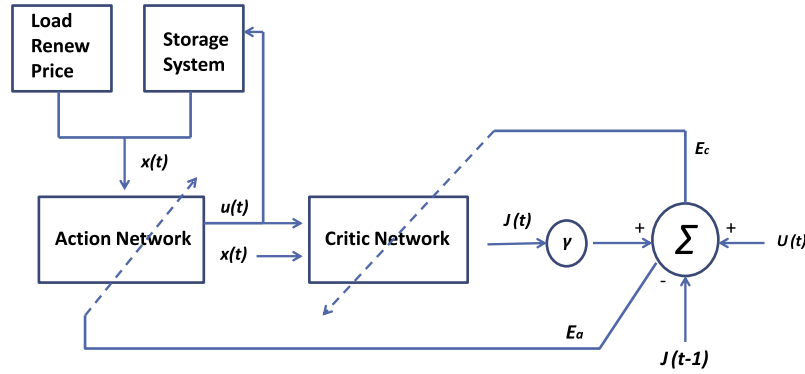 Load
Renew
Price
Storage
System
x(t)
Action Network
u(t)
x(t)
Critic Network
J(t)
γ
+
Σ
+
-
U(t)
Ec
Ea
J(t-1)